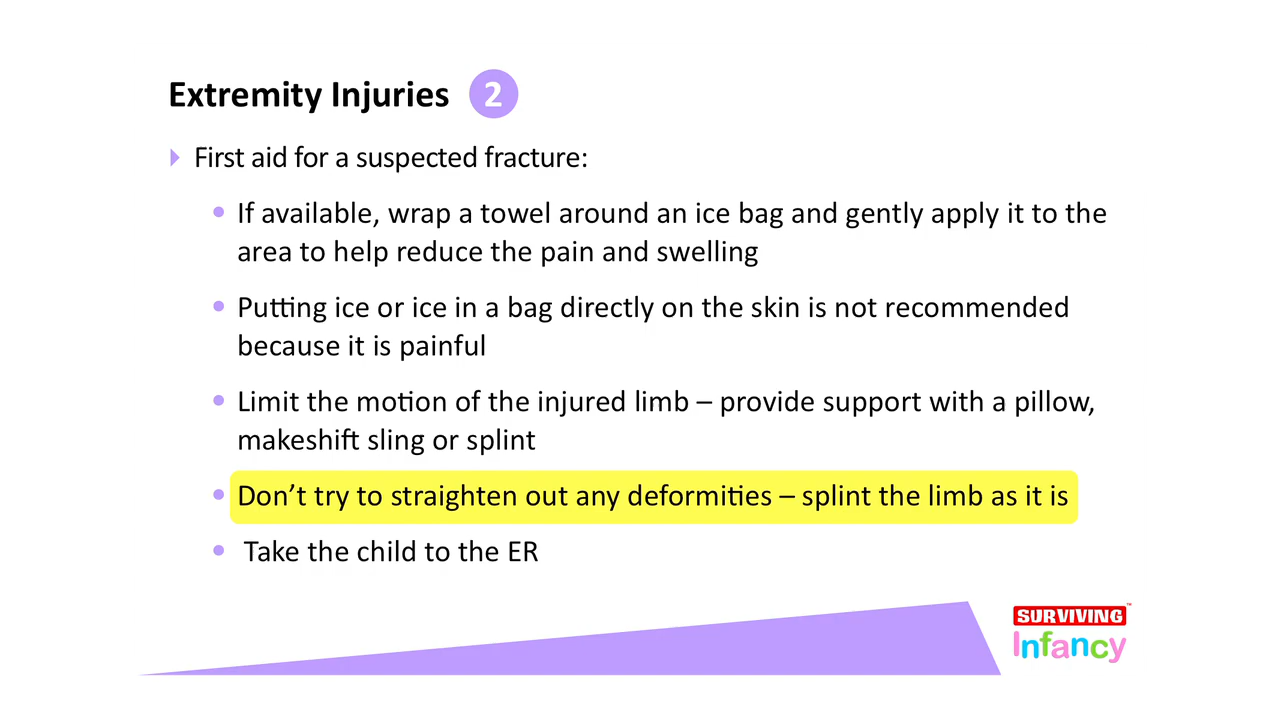 Extremity Injuries 2
First aid for a suspected fracture:
If available, wrap a towel around an ice bag and gently apply it to the
area to help reduce the pain and swelling
Putting ice or ice in a bag directly on the skin is not recommended
because it is painful
Limit the motion of the injured limb – provide support with a pillow,
makeshift sling or splint
Don’t try to straighten out any deformities – splint the limb as it is
Take the child to the ER
SURVIVING™
Infancy